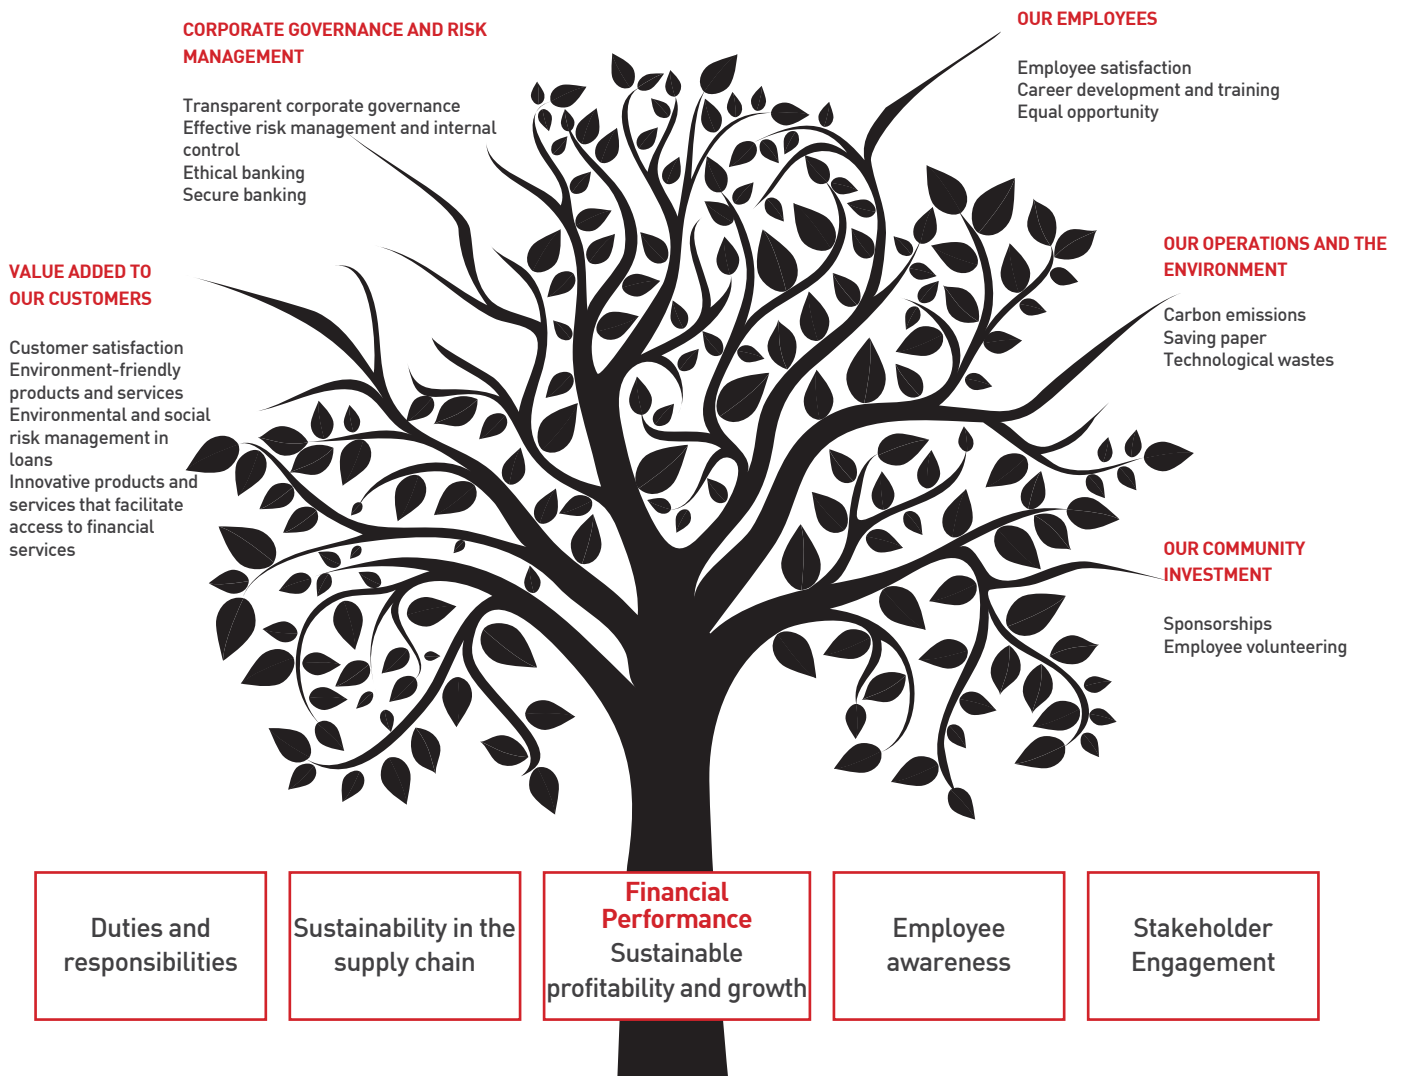 CORPORATE GOVERNANCE AND RISK
MANAGEMENT
Transparent corporate governance
Effective risk management and internal
control
Ethical banking
Secure banking
OUR EMPLOYEES
Employee satisfaction
Career development and training
Equal opportunity
VALUE ADDED TO
OUR CUSTOMERS
Customer satisfaction
Environment-friendly
products and services
Environmental and social
risk management in
loans
Innovative products and
services that facilitate
access to financial
services
OUR OPERATIONS AND THE
ENVIRONMENT
Carbon emissions
Saving paper
Technological wastes
OUR COMMUNITY
INVESTMENT
Sponsorships
Employee volunteering
Duties and
responsibilities
Sustainability in the
supply chain
Financial
Performance
Sustainable
profitability and growth
Employee
awareness
Stakeholder
Engagement